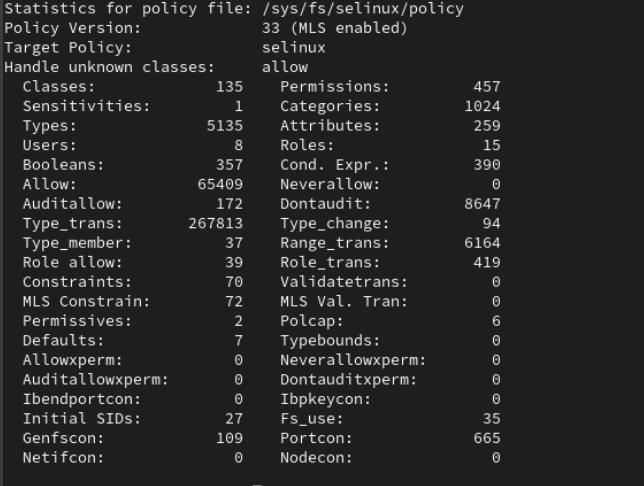 Statistics for policy file: /sys/fs/selinux/policy
Policy Version:             33 (MLS enabled)
Target Policy:              selinux
Handle unknown classes:     allow
  Classes:             135    Permissions:         457
  Sensitivities:         1    Categories:         1024
  Types:              5135    Attributes:          259
  Users:                 8    Roles:                15
  Booleans:            357    Cond. Expr.:         390
  Allow:             65409    Neverallow:            0
  Auditallow:          172    Dontaudit:          8647
  Type_trans:       267813    Type_change:          94
  Type_member:          37    Range_trans:        6164
  Role allow:           39    Role_trans:          419
  Constraints:          70    Validatetrans:         0
  MLS Constrain:        72    MLS Val. Tran:         0
  Permissives:           2    Polcap:                6
  Defaults:              7    Typebounds:            0
  Allowxperm:            0    Neverallowxperm:       0
  Auditallowxperm:       0    Dontauditxperm:        0
  Ibendportcon:          0    Ibpkeycon:             0
  Initial SIDs:         27    Fs_use:               35
  Genfscon:            109    Portcon:             665
  Netifcon:              0    Nodecon:               0